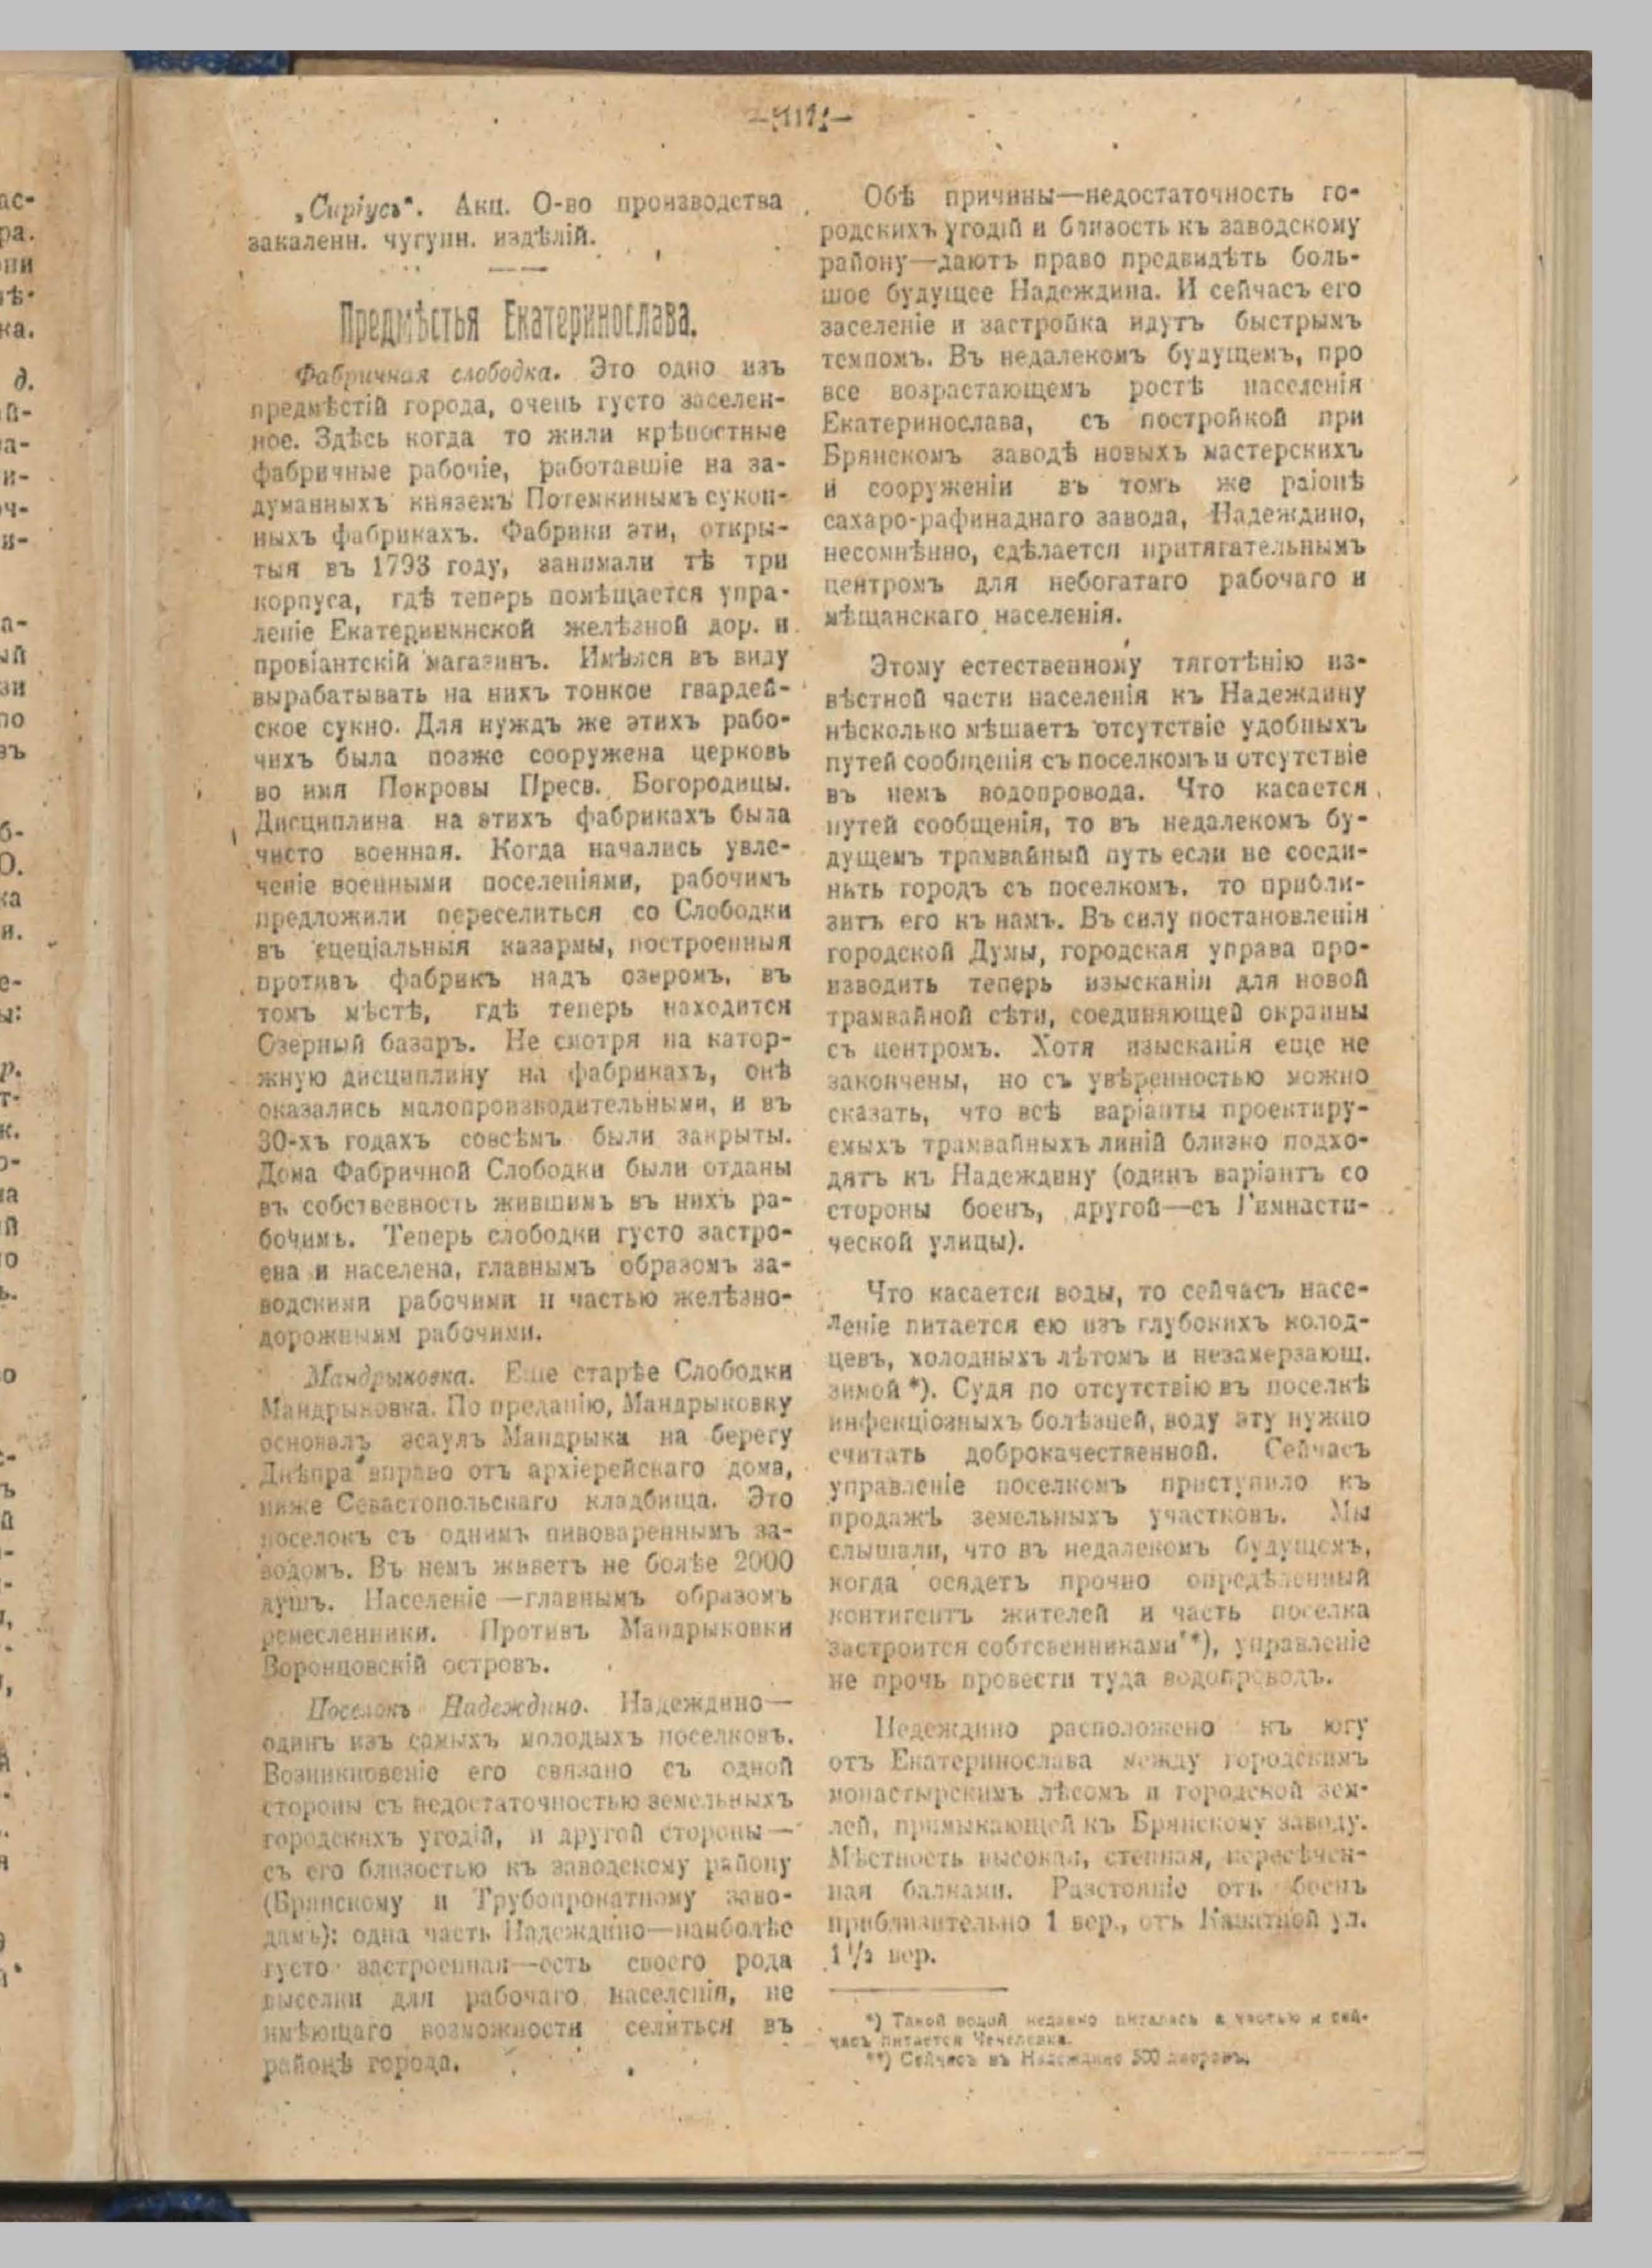 —117—
„Сиріусъ“. Акц. О-во производства
закаленн. чугунн. издѣлій.
Предмѣстья Екатеринослава.
Фабричная слободка. Это одно изъ
предмѣстій города, очень густо заселен-
ное. Здѣсь когда то жили крѣпостные
фабричные рабочіе, работавшіе на за-
думанныхъ княземъ Потемкинымъ сукон-
ныхъ фабрикахъ. Фабрики эти, откры-
тыя въ 1793 году, занимали тѣ три
корпуса, гдѣ теперь помѣщается упра-
леніе Екатерининской желѣзной дор. и
провіантскій магазинъ. Имѣлся въ виду
вырабатывать на нихъ тонкое гвардей-
ское сукно. Для нуждъ же этихъ рабо-
чихъ была позже сооружена церковь
во имя Покровы Пресв. Богородицы.
Дисциплина на этихъ фабрикахъ была
чисто военная. Когда начались увле-
ченіе военными поселеніями, рабочимъ
предложили переселиться со Слободки
въ спеціальныя казармы, построенныя
противъ фабрикъ надъ озеромъ, въ
томъ мѣстѣ, гдѣ теперь находится
Озерный базаръ. Не смотря на катор-
жную дисциплину на фабрикахъ, онѣ
оказались малопроизводительными, и въ
30-хъ годахъ совсѣмъ были закрыты.
Дома Фабричной Слободки были отданы
въ собственность жившимъ въ нихъ ра-
бочимъ. Теперь слободки густо застро-
ена и населена, главнымъ образомъ за-
водскими рабочими и частью желѣзно-
дорожными рабочими.
Мандрыковка. Еще старѣе Слободки
Мандрыковка. По преданію, Мандрыковку
основалъ эсаулъ Мандрыка на берегу
Днѣпра вправо отъ архіерейскаго дома,
ниже Севастопольскаго кладбища. Это
поселокъ съ однимъ пивовареннымъ за-
водомъ. Въ немъ живетъ не болѣе 2000
душъ. Населеніе—главнымъ образомъ
ремесленники. Противъ Мандрыковки
Воронцовскій островъ.
Поселокъ Надеждино. Надеждино—
одинъ изъ самыхъ молодыхъ поселковъ.
Возникновеніе его связано съ одной
стороны съ недостаточностью земельныхъ
городскихъ угодій, и другой стороны—
съ его близостью къ заводскому району
(Брянскому и Трубопрокатному заво-
дамъ): одна часть Надеждино—наиболѣе
густо застроенная—есть своего рода
выселки для рабочаго населенія, не
имѣющаго возможности селиться въ
районѣ города.
Обѣ причины—недостаточность го-
родскихъ угодій и близость къ заводскому
району—даютъ право предвидѣть боль-
шое будущее Надеждина. И сейчасъ его
заселеніе и застройка идутъ быстрымъ
темпомъ. Въ недалекомъ будущемъ, про
все возрастающемъ ростѣ населенія
Екатеринослава, съ постройкой при
Брянскомъ заводѣ новыхъ мастерскихъ
и сооруженіи въ томъ же раіонѣ
сахаро-рафинаднаго завода, Надеждино,
несомнѣнно, сдѣлается притягательнымъ
центромъ для небогатаго рабочаго и
мѣщанскаго населенія.
Этому естественному тяготѣнію из-
вѣстной части населенія къ Надеждину
нѣсколько мѣшаетъ отсутствіе удобныхъ
путей сообщенія съ поселкомъ и отсутствіе
въ немъ водопровода. Что касается
путей сообщенія, то въ недалекомъ бу-
дущемъ трамвайный путь если не соеди-
нитъ городъ съ поселкомъ. то прибли-
зитъ его къ намъ. Въ силу постановленія
городской Думы, городская управа про-
изводить теперь изысканія для новой
трамвайной сѣти, соединяющей окраины
съ центромъ. Хотя изысканія еще не
закончены, но съ увѣренностью можно
сказать, что всѣ варіанты проектиру-
емыхъ трамвайныхъ линій близко подхо-
дятъ къ Надеждину (одинъ варіантъ со
стороны боенъ, другой—съ Гимнасти-
ческой улицы).
Что касается воды, то сейчасъ насе-
леніе питается ею изъ глубокихъ колод-
цевъ, холодныхъ лѣтомъ и незамерзающ.
зимой *). Судя по отсутствію въ поселкѣ
инфекціозныхъ болѣзней, воду эту нужно
считать доброкачественной. Сейчасъ
управленіе поселкомъ приступило къ
продажѣ земельныхъ участковъ. Мы
слышали, что въ недалекомъ будущемъ,
когда осядетъ прочно опредѣленный
контигентъ жителей и часть поселка
застроится собтсвенниками**), управленіе
не прочь провести туда водопроводъ.
Недеждино расположено къ югу
отъ Екатеринослава между городскимъ
монастырскимъ лѣсомъ и городской зем-
лей, примыкающей къ Брянскому заводу.
Мѣстность высокая, степная, пересѣчен-
ная балками. Разстояніе отъ боенъ
приблизительно 1 вер., отъ Канатной ул.
1½ вер.
*) Такой водой недавно питалась а частью и сей-
часъ питается Чечелевка.
**) Сейчасъ въ Надеждино 500 дворовъ.